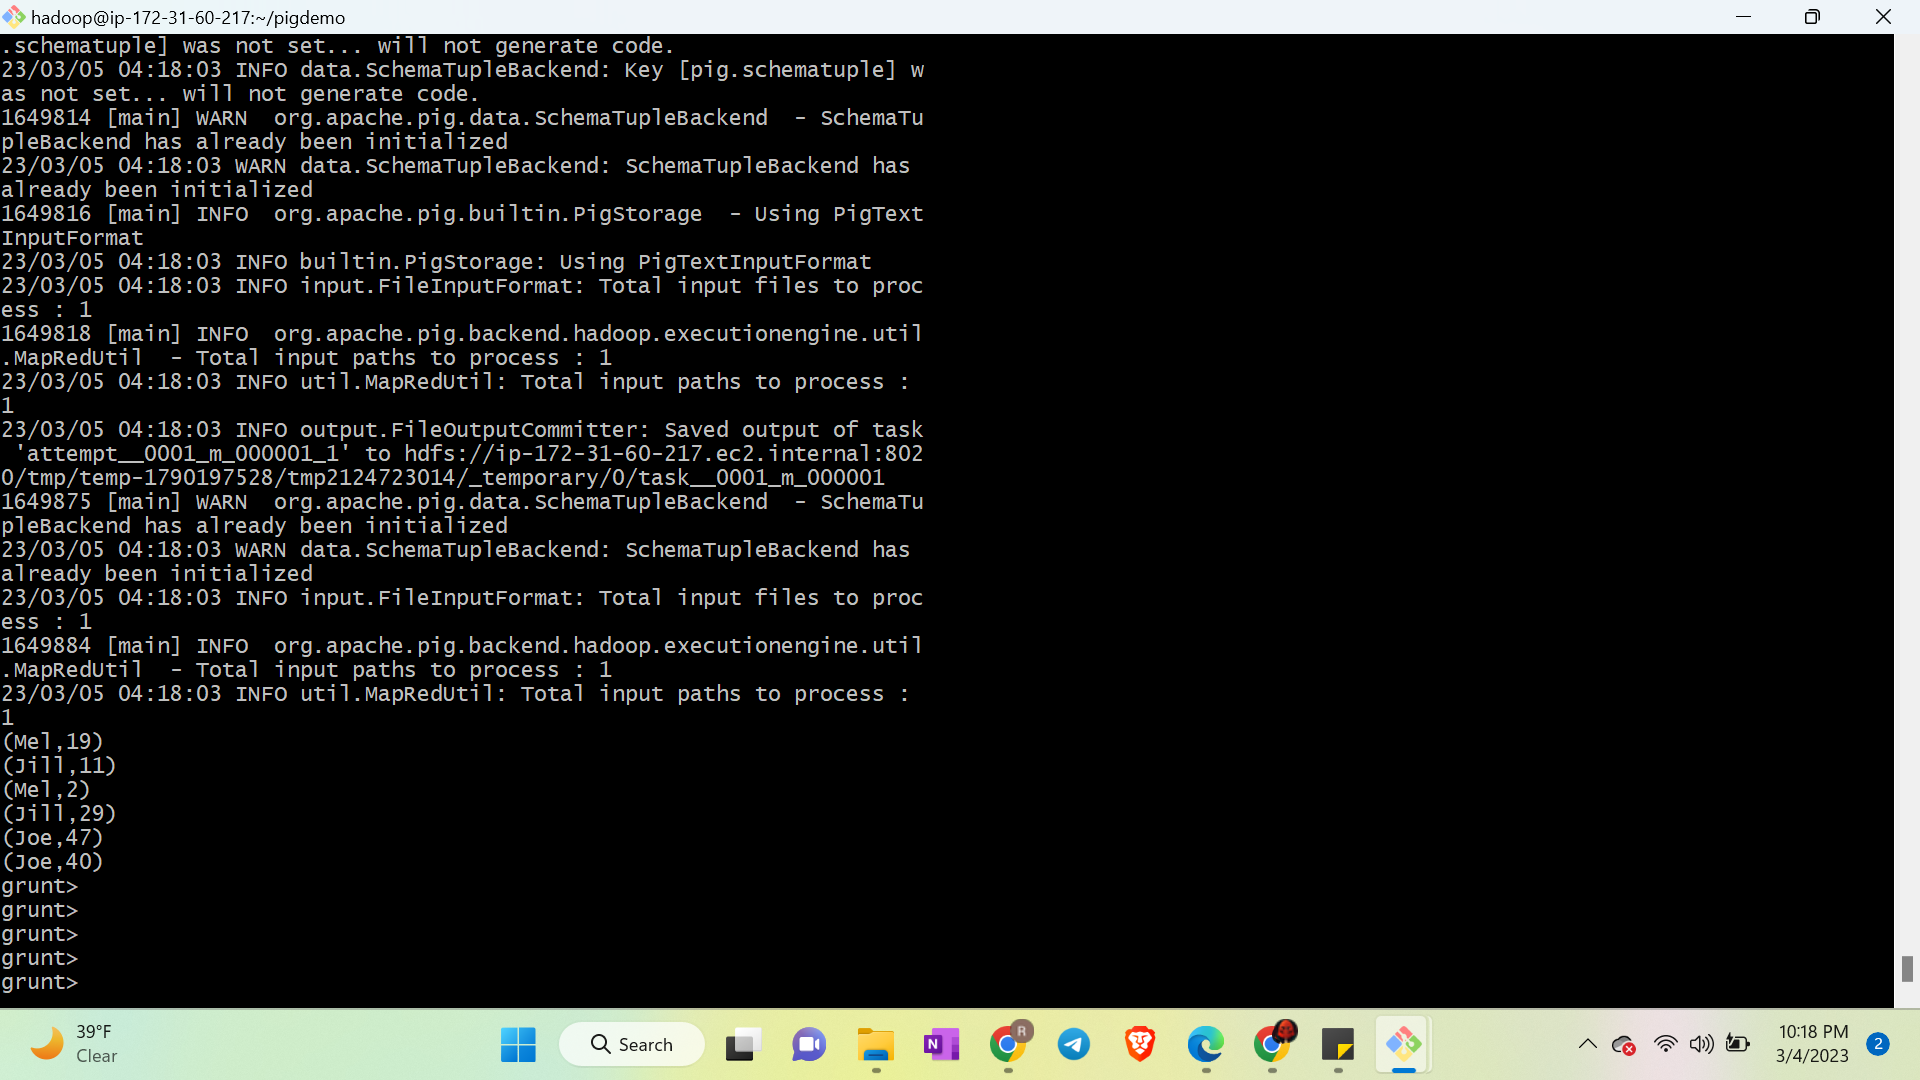 hadoop@ip-172-31-60-217:~/pigdemo
.schematuple] was not set... will not generate code.
23/03/05 04:18:03 INFO data.SchemaTupleBackend: Key [pig.schematuple] w
as not set... will not generate code.
1649814 [main] WARN  org.apache.pig.data.SchemaTupleBackend  - SchemaTu
pleBackend has already been initialized
23/03/05 04:18:03 WARN data.SchemaTupleBackend: SchemaTupleBackend has
already been initialized
1649816 [main] INFO  org.apache.pig.builtin.PigStorage  - Using PigText
InputFormat
23/03/05 04:18:03 INFO builtin.PigStorage: Using PigTextInputFormat
23/03/05 04:18:03 INFO input.FileInputFormat: Total input files to proc
ess : 1
1649818 [main] INFO  org.apache.pig.backend.hadoop.executionengine.util
.MapRedUtil  - Total input paths to process : 1
23/03/05 04:18:03 INFO util.MapRedUtil: Total input paths to process :
1
23/03/05 04:18:03 INFO output.FileOutputCommitter: Saved output of task
 'attempt__0001_m_000001_1' to hdfs://ip-172-31-60-217.ec2.internal:802
0/tmp/temp-1790197528/tmp2124723014/_temporary/0/task__0001_m_000001
1649875 [main] WARN  org.apache.pig.data.SchemaTupleBackend  - SchemaTu
pleBackend has already been initialized
23/03/05 04:18:03 WARN data.SchemaTupleBackend: SchemaTupleBackend has
already been initialized
23/03/05 04:18:03 INFO input.FileInputFormat: Total input files to proc
ess : 1
1649884 [main] INFO  org.apache.pig.backend.hadoop.executionengine.util
.MapRedUtil  - Total input paths to process : 1
23/03/05 04:18:03 INFO util.MapRedUtil: Total input paths to process :
1
(Mel,19)
(Jill,11)
(Mel,2)
(Jill,29)
(Joe,47)
(Joe,40)
grunt>
grunt>
grunt>
grunt>
grunt>
39°F
Clear
Search
N
R
10:18 PM
3/4/2023
2